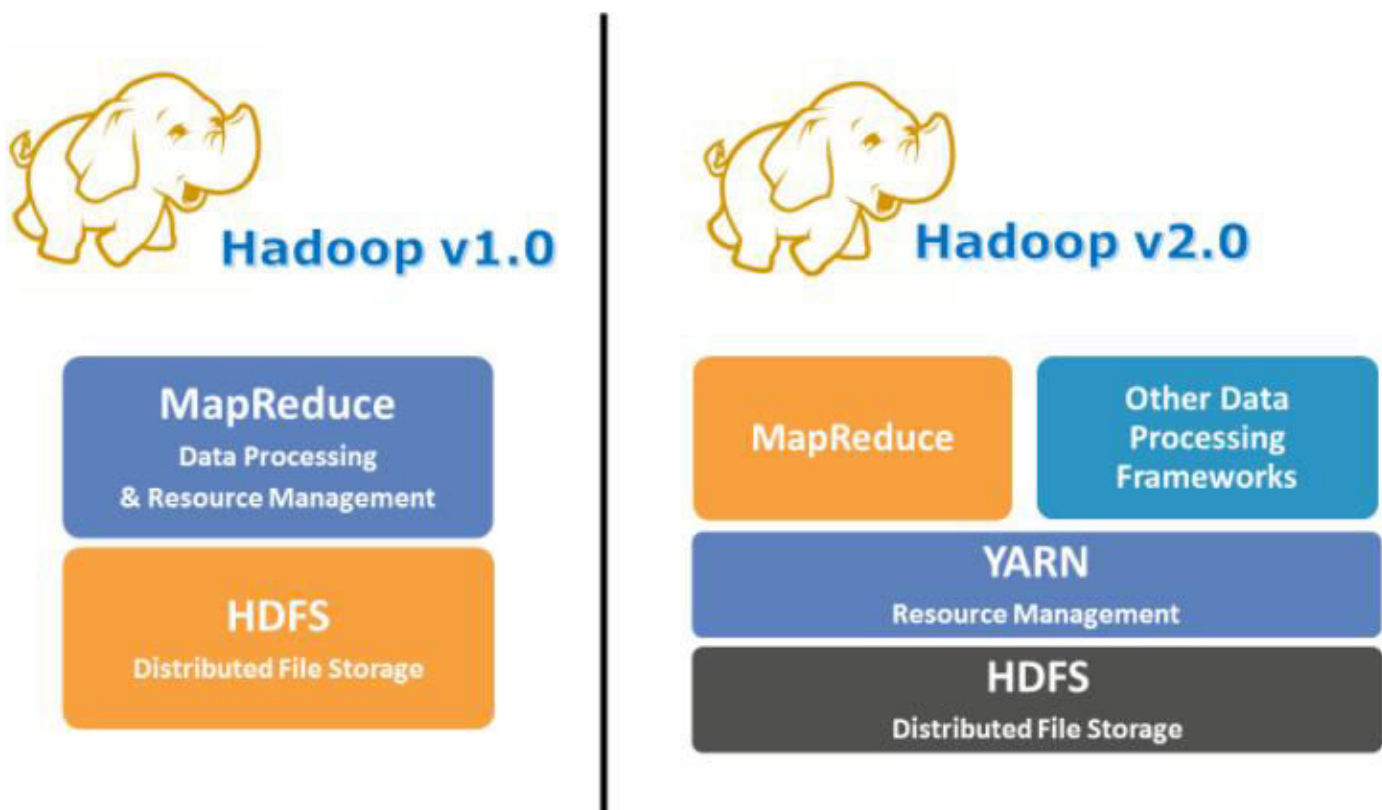 Hadoop v1.0
MapReduce
Data Processing
& Resource Management
HDFS
Distributed File Storage
Hadoop v2.0
MapReduce
Other Data
Processing
Frameworks
YARN
Resource Management
HDFS
Distributed File Storage